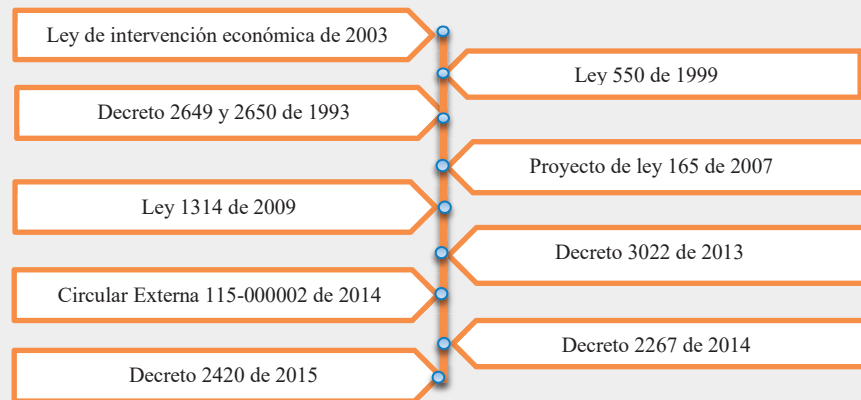 Ley de intervención económica de 2003
Ley 550 de 1999
Decreto 2649 y 2650 de 1993
Proyecto de ley 165 de 2007
Ley 1314 de 2009
Decreto 3022 de 2013
Circular Externa 115-000002 de 2014
Decreto 2267 de 2014
Decreto 2420 de 2015